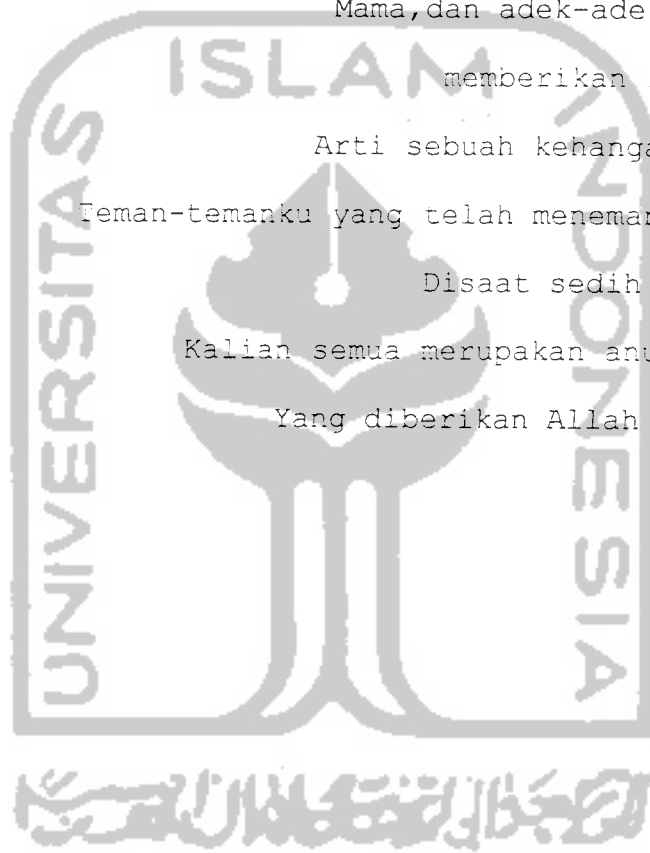 Mama,dan adek-ade
memberikan
Arti sebuah kehanga
Teman-temanku yang telah meneman
Disaat sedih
Kalian semua merupakan anu
Yang diberikan Allah
UNIVERSITAS
ISLAM
INDONESIA